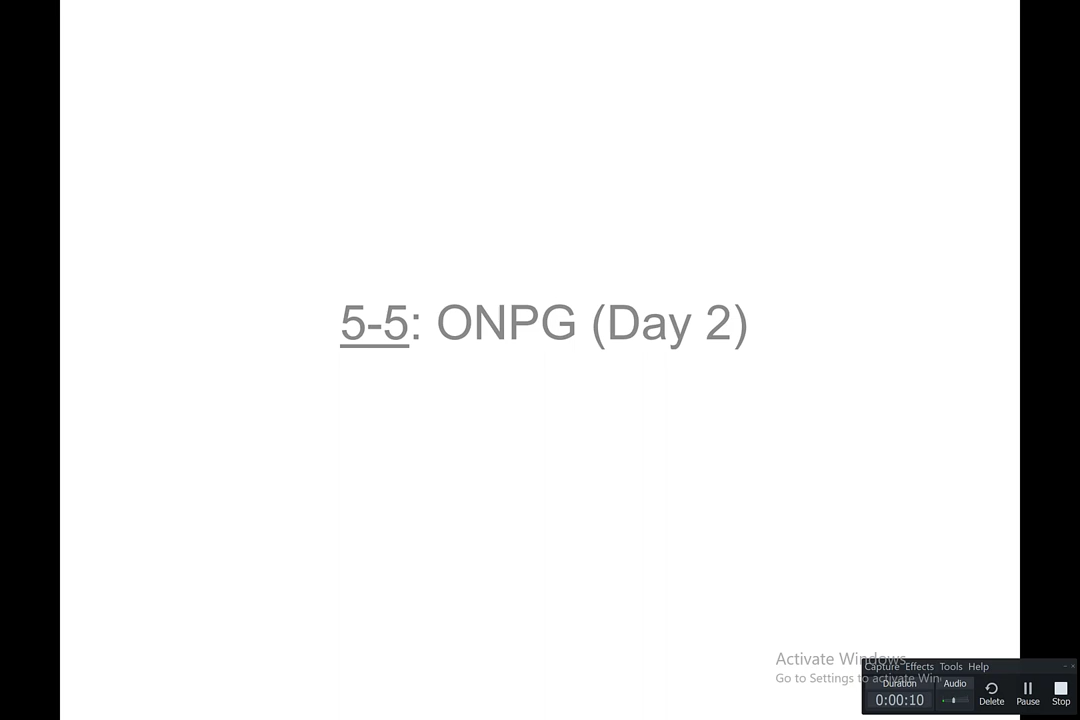 5-5: ONPG (Day 2)
Activate Windows
Go to Settings to activate Win
Capture Effects Tools Help
Duration
Audio
0:00:10
Delete
Pause
Stop